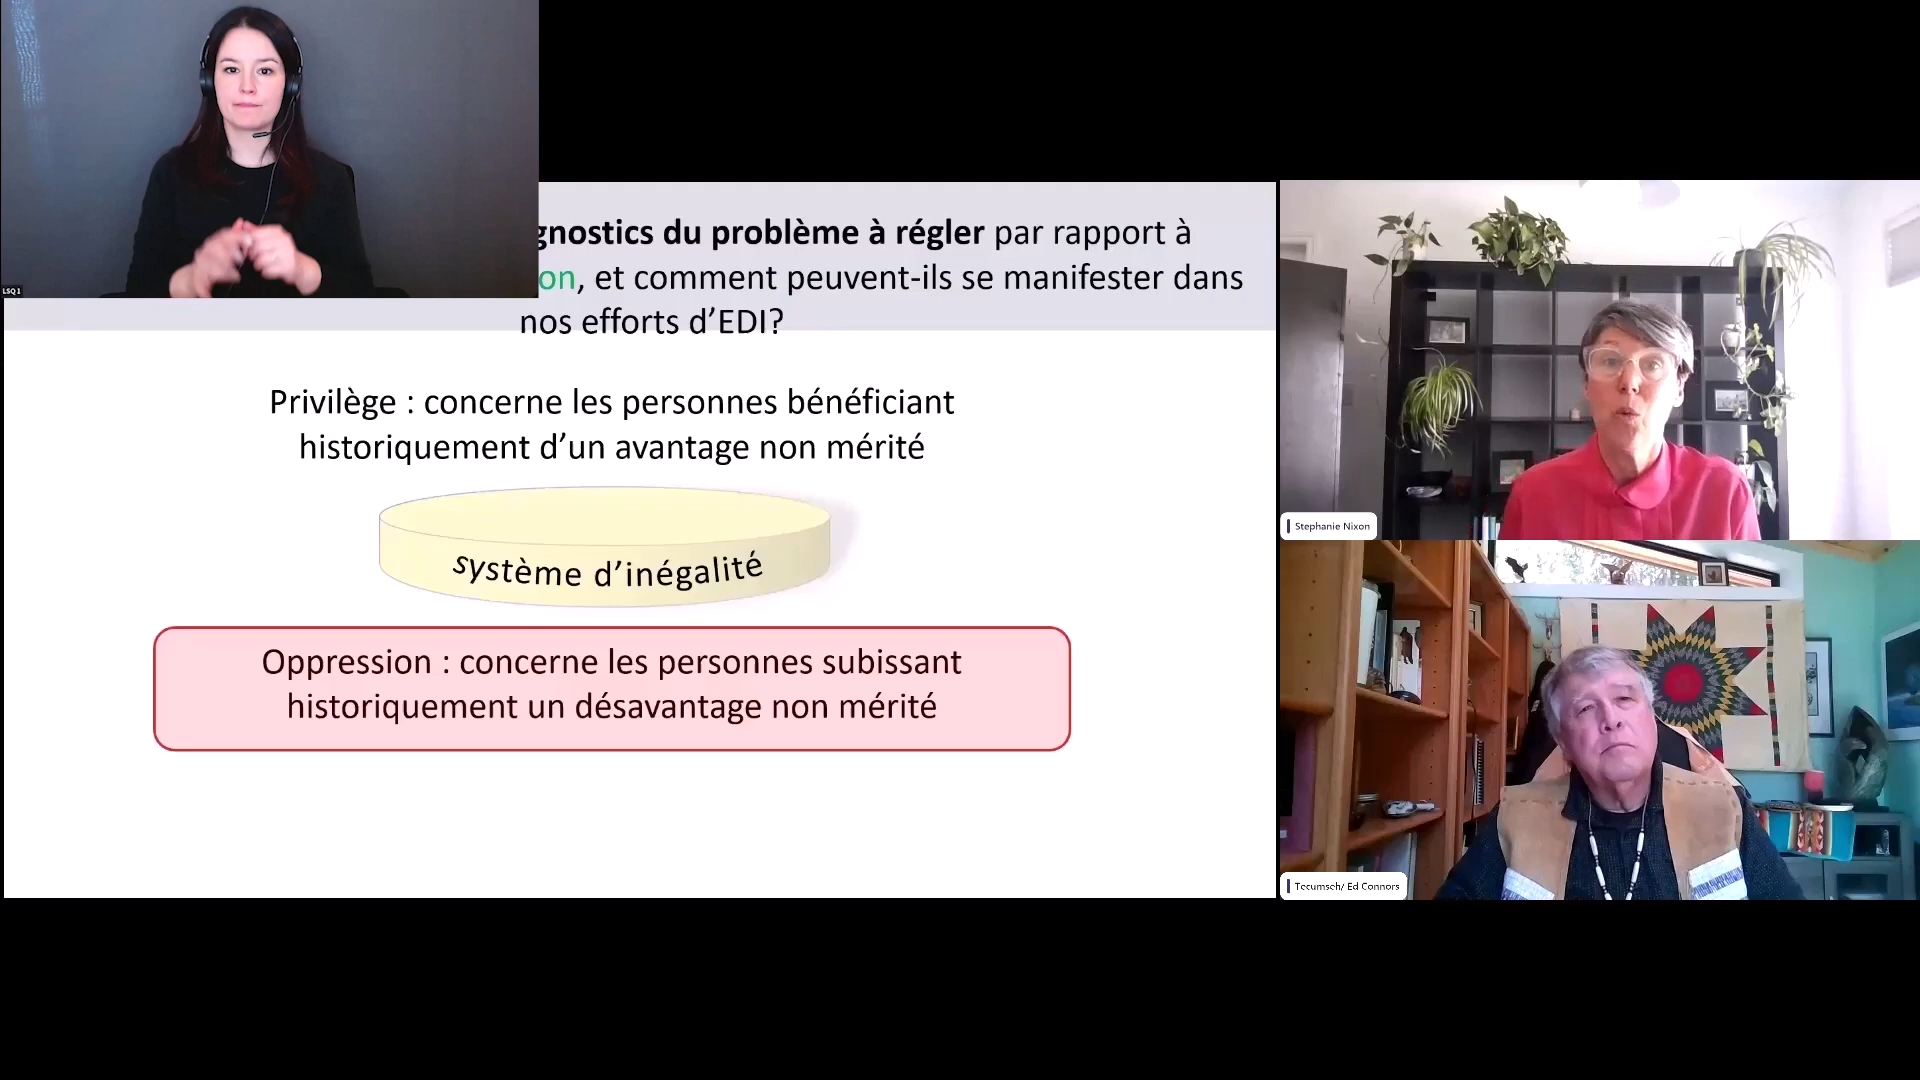 LSQ 1
gnostics du problème à régler par rapport à
on, et comment peuvent-ils se manifester dans
nos efforts d’EDI?
Privilège : concerne les personnes bénéficiant
historiquement d’un avantage non mérité
système d’inégalité
Oppression : concerne les personnes subissant
historiquement un désavantage non mérité
Stephanie Nixon
Tecumseh/ Ed Connors